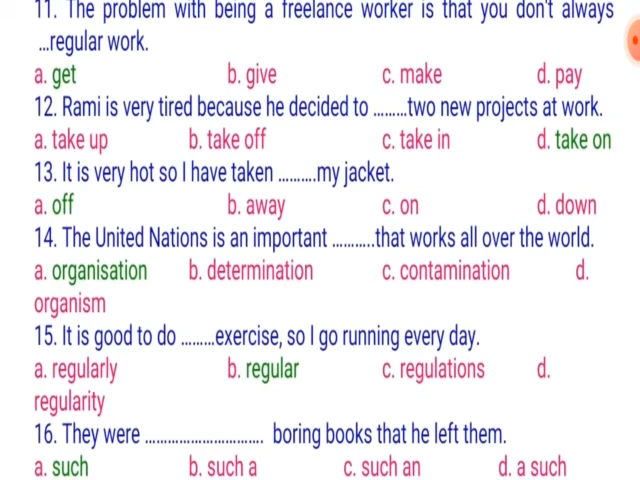 11. The problem with being a freelance worker is that you don't always
...regular work.
a. get b. give c. make d. pay
12. Rami is very tired because he decided to .........two new projects at work.
a. take up b. take off c. take in d. take on
13. It is very hot so I have taken ..........my jacket.
a. off b. away c. on d. down
14. The United Nations is an important ...........that works all over the world.
a. organisation b. determination c. contamination d.
organism
15. It is good to do .........exercise, so I go running every day.
a. regularly b. regular c. regulations d.
regularity
16. They were ............................. boring books that he left them.
a. such b. such a c. such an d. a such